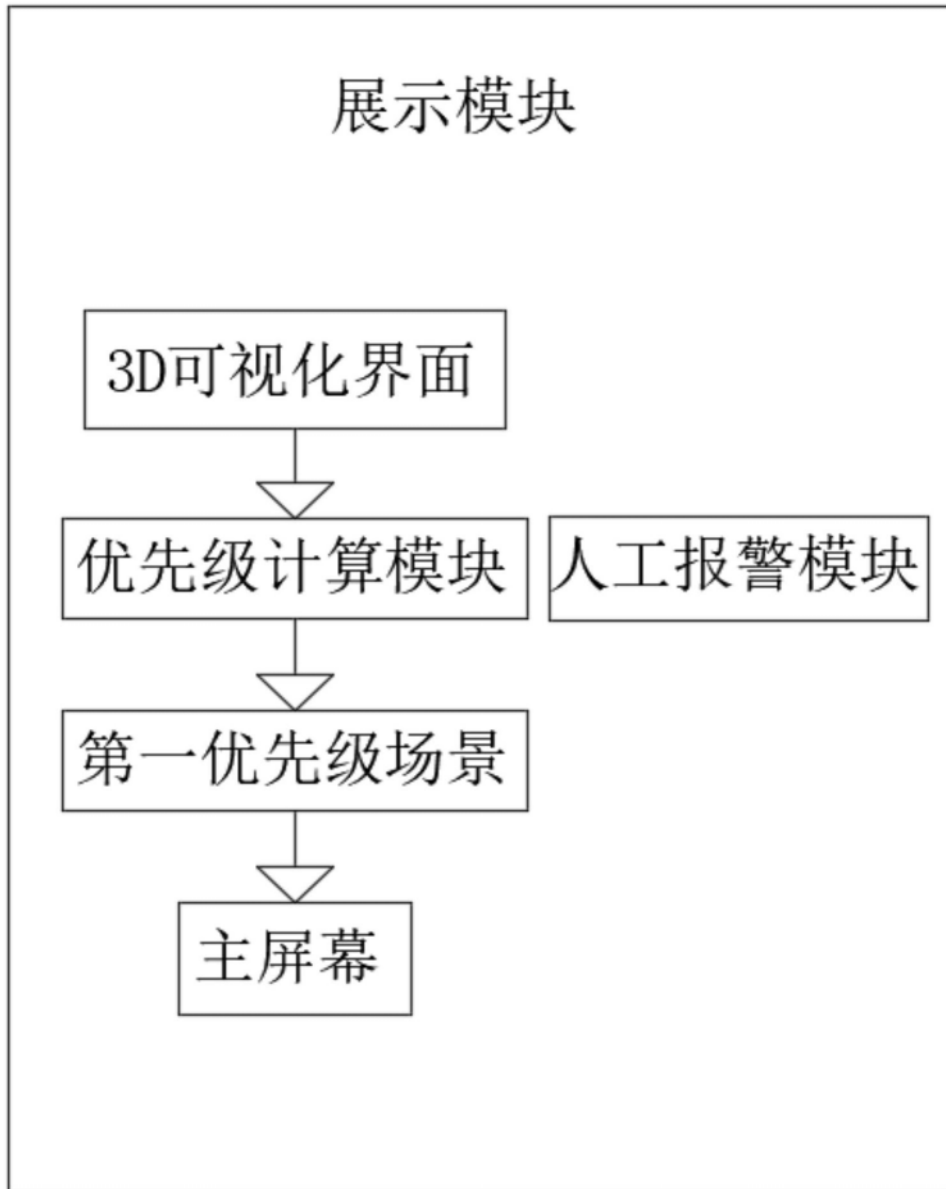 展示模块
3D可视化界面
优先级计算模块
人工报警模块
第一优先级场景
主屏幕